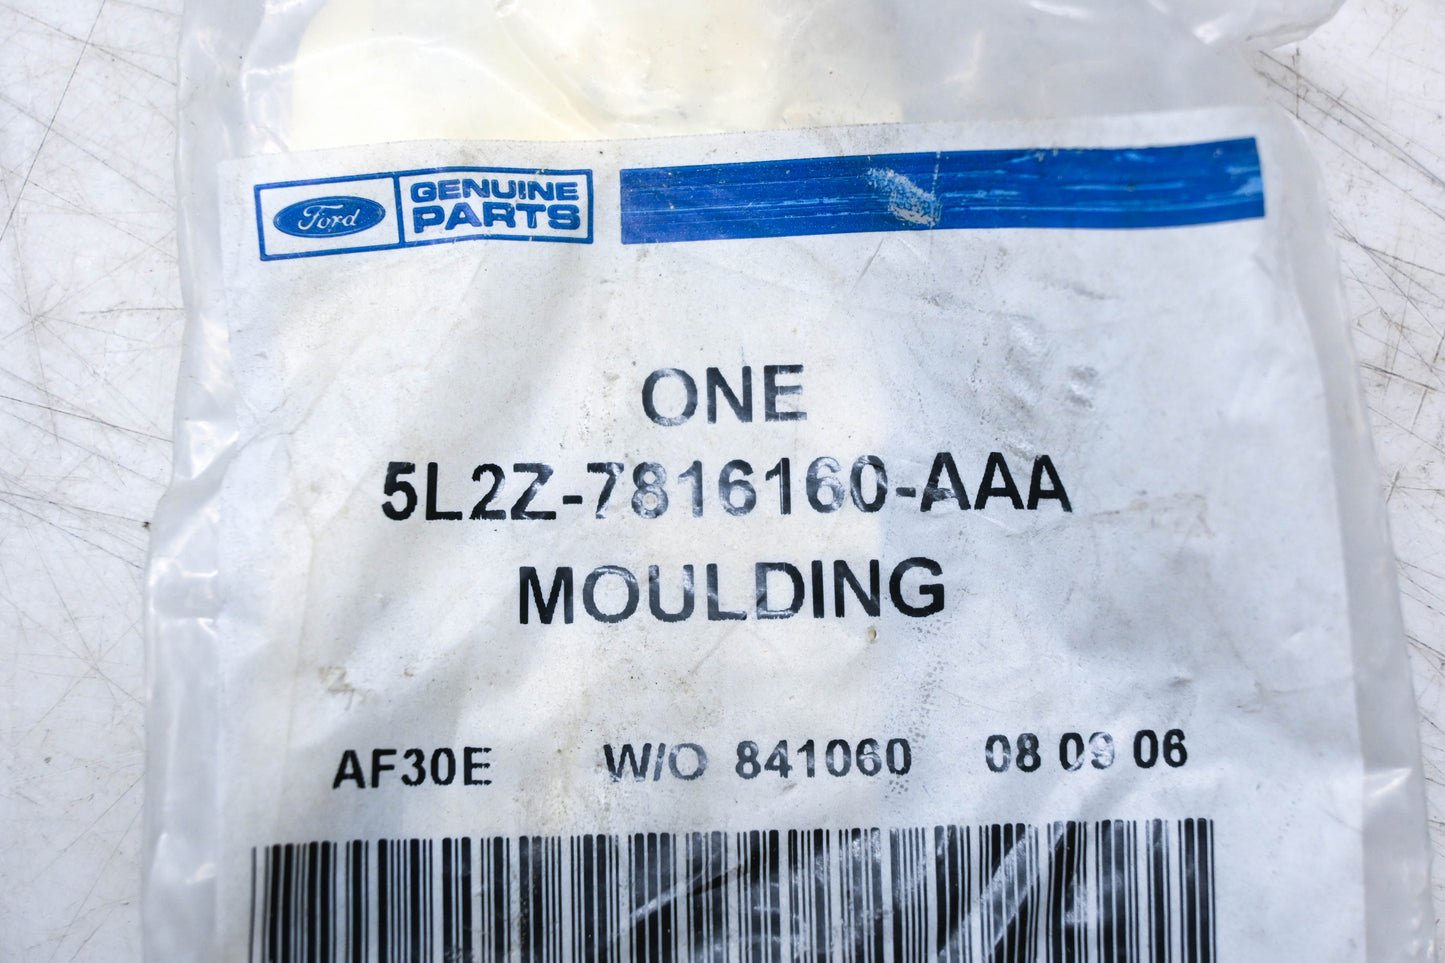 Ford GENUINE
PARTS
ONE
5L2Z-7816160-AAA
MOULDING
AF30E W/O 841060 08 09 06